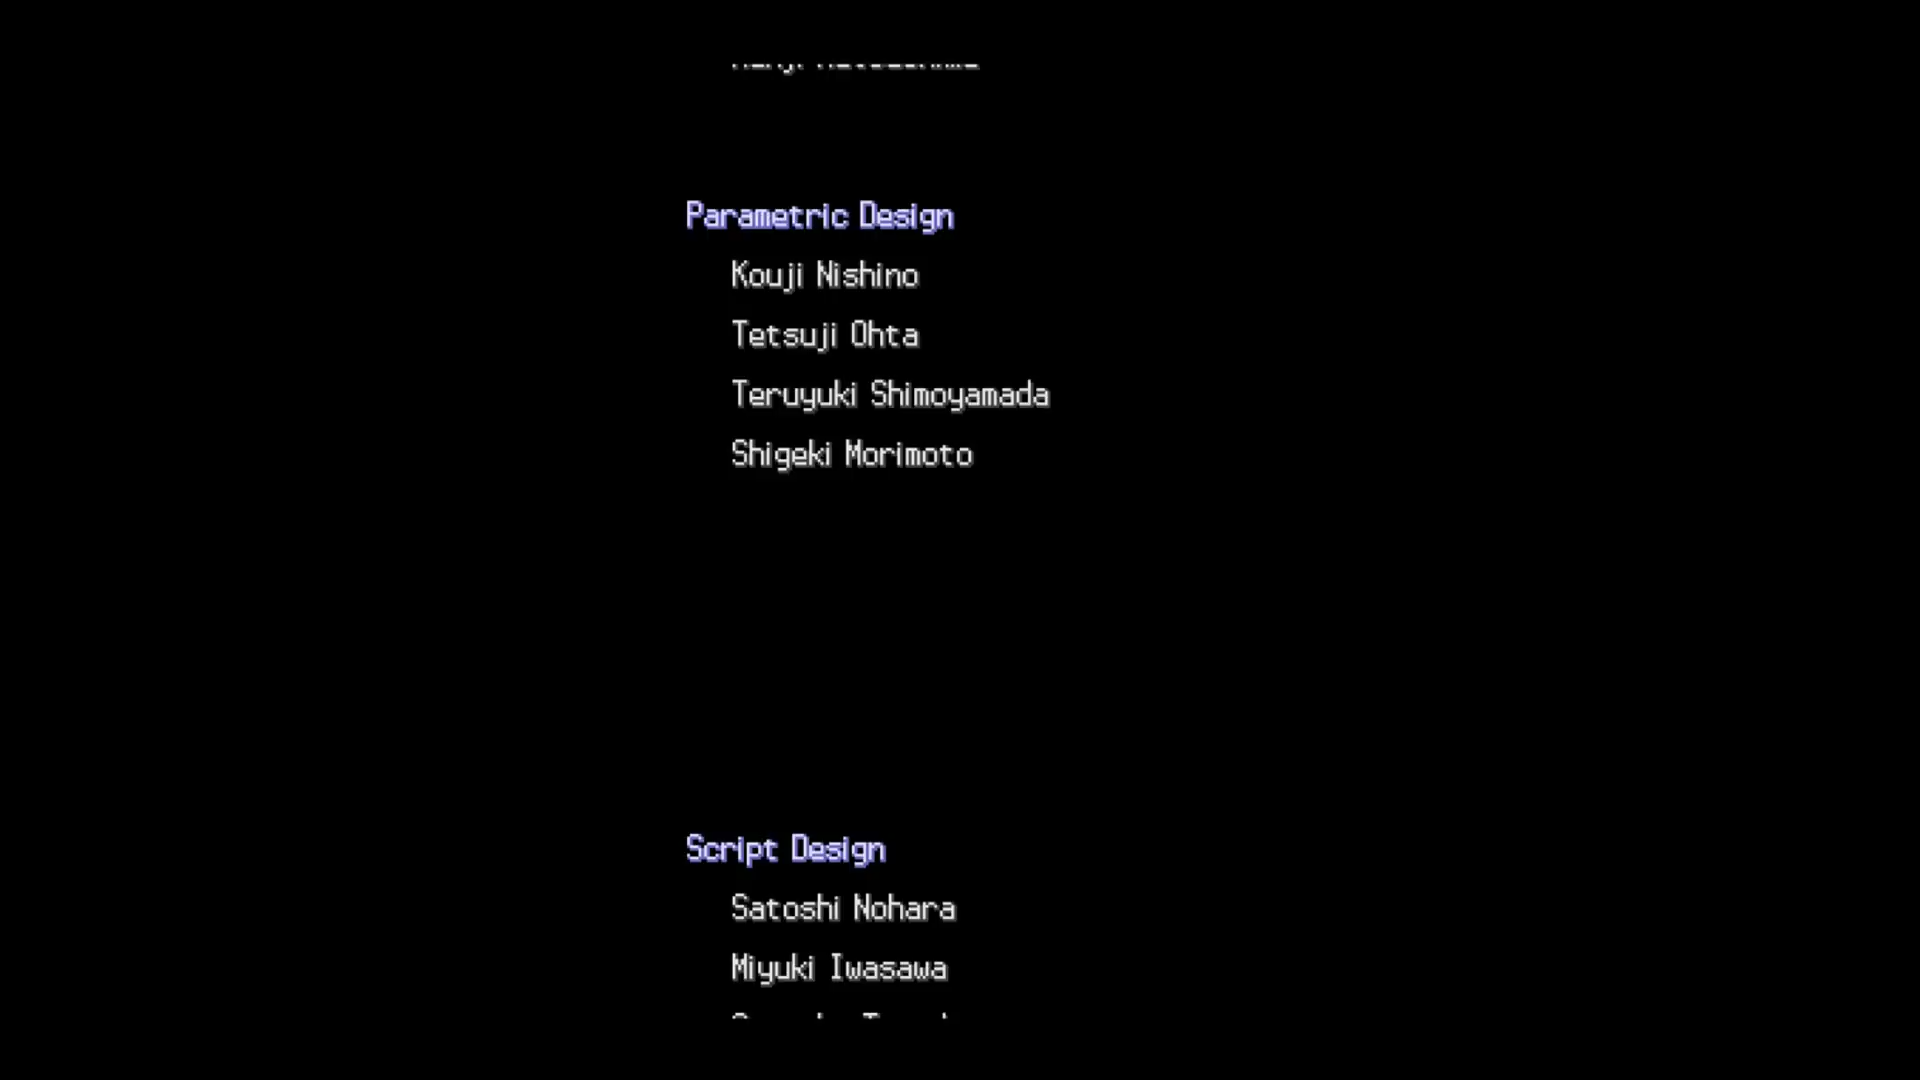 Parametric Design
Kouji Nishino
Tetsuji Ohta
Teruyuki Shimoyamada
Shigeki Morimoto
Script Design
Satoshi Nohara
Miyuki Iwasawa